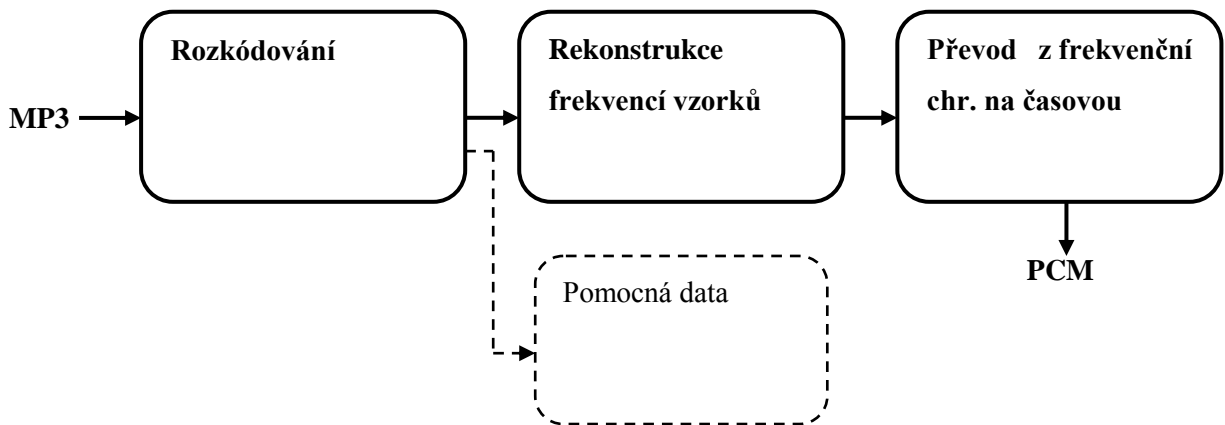 MP3
Rozkódování
Rekonstrukce
frekvencí vzorků
Převod z frekvenční
chr. na časovou
PCM
Pomocná data